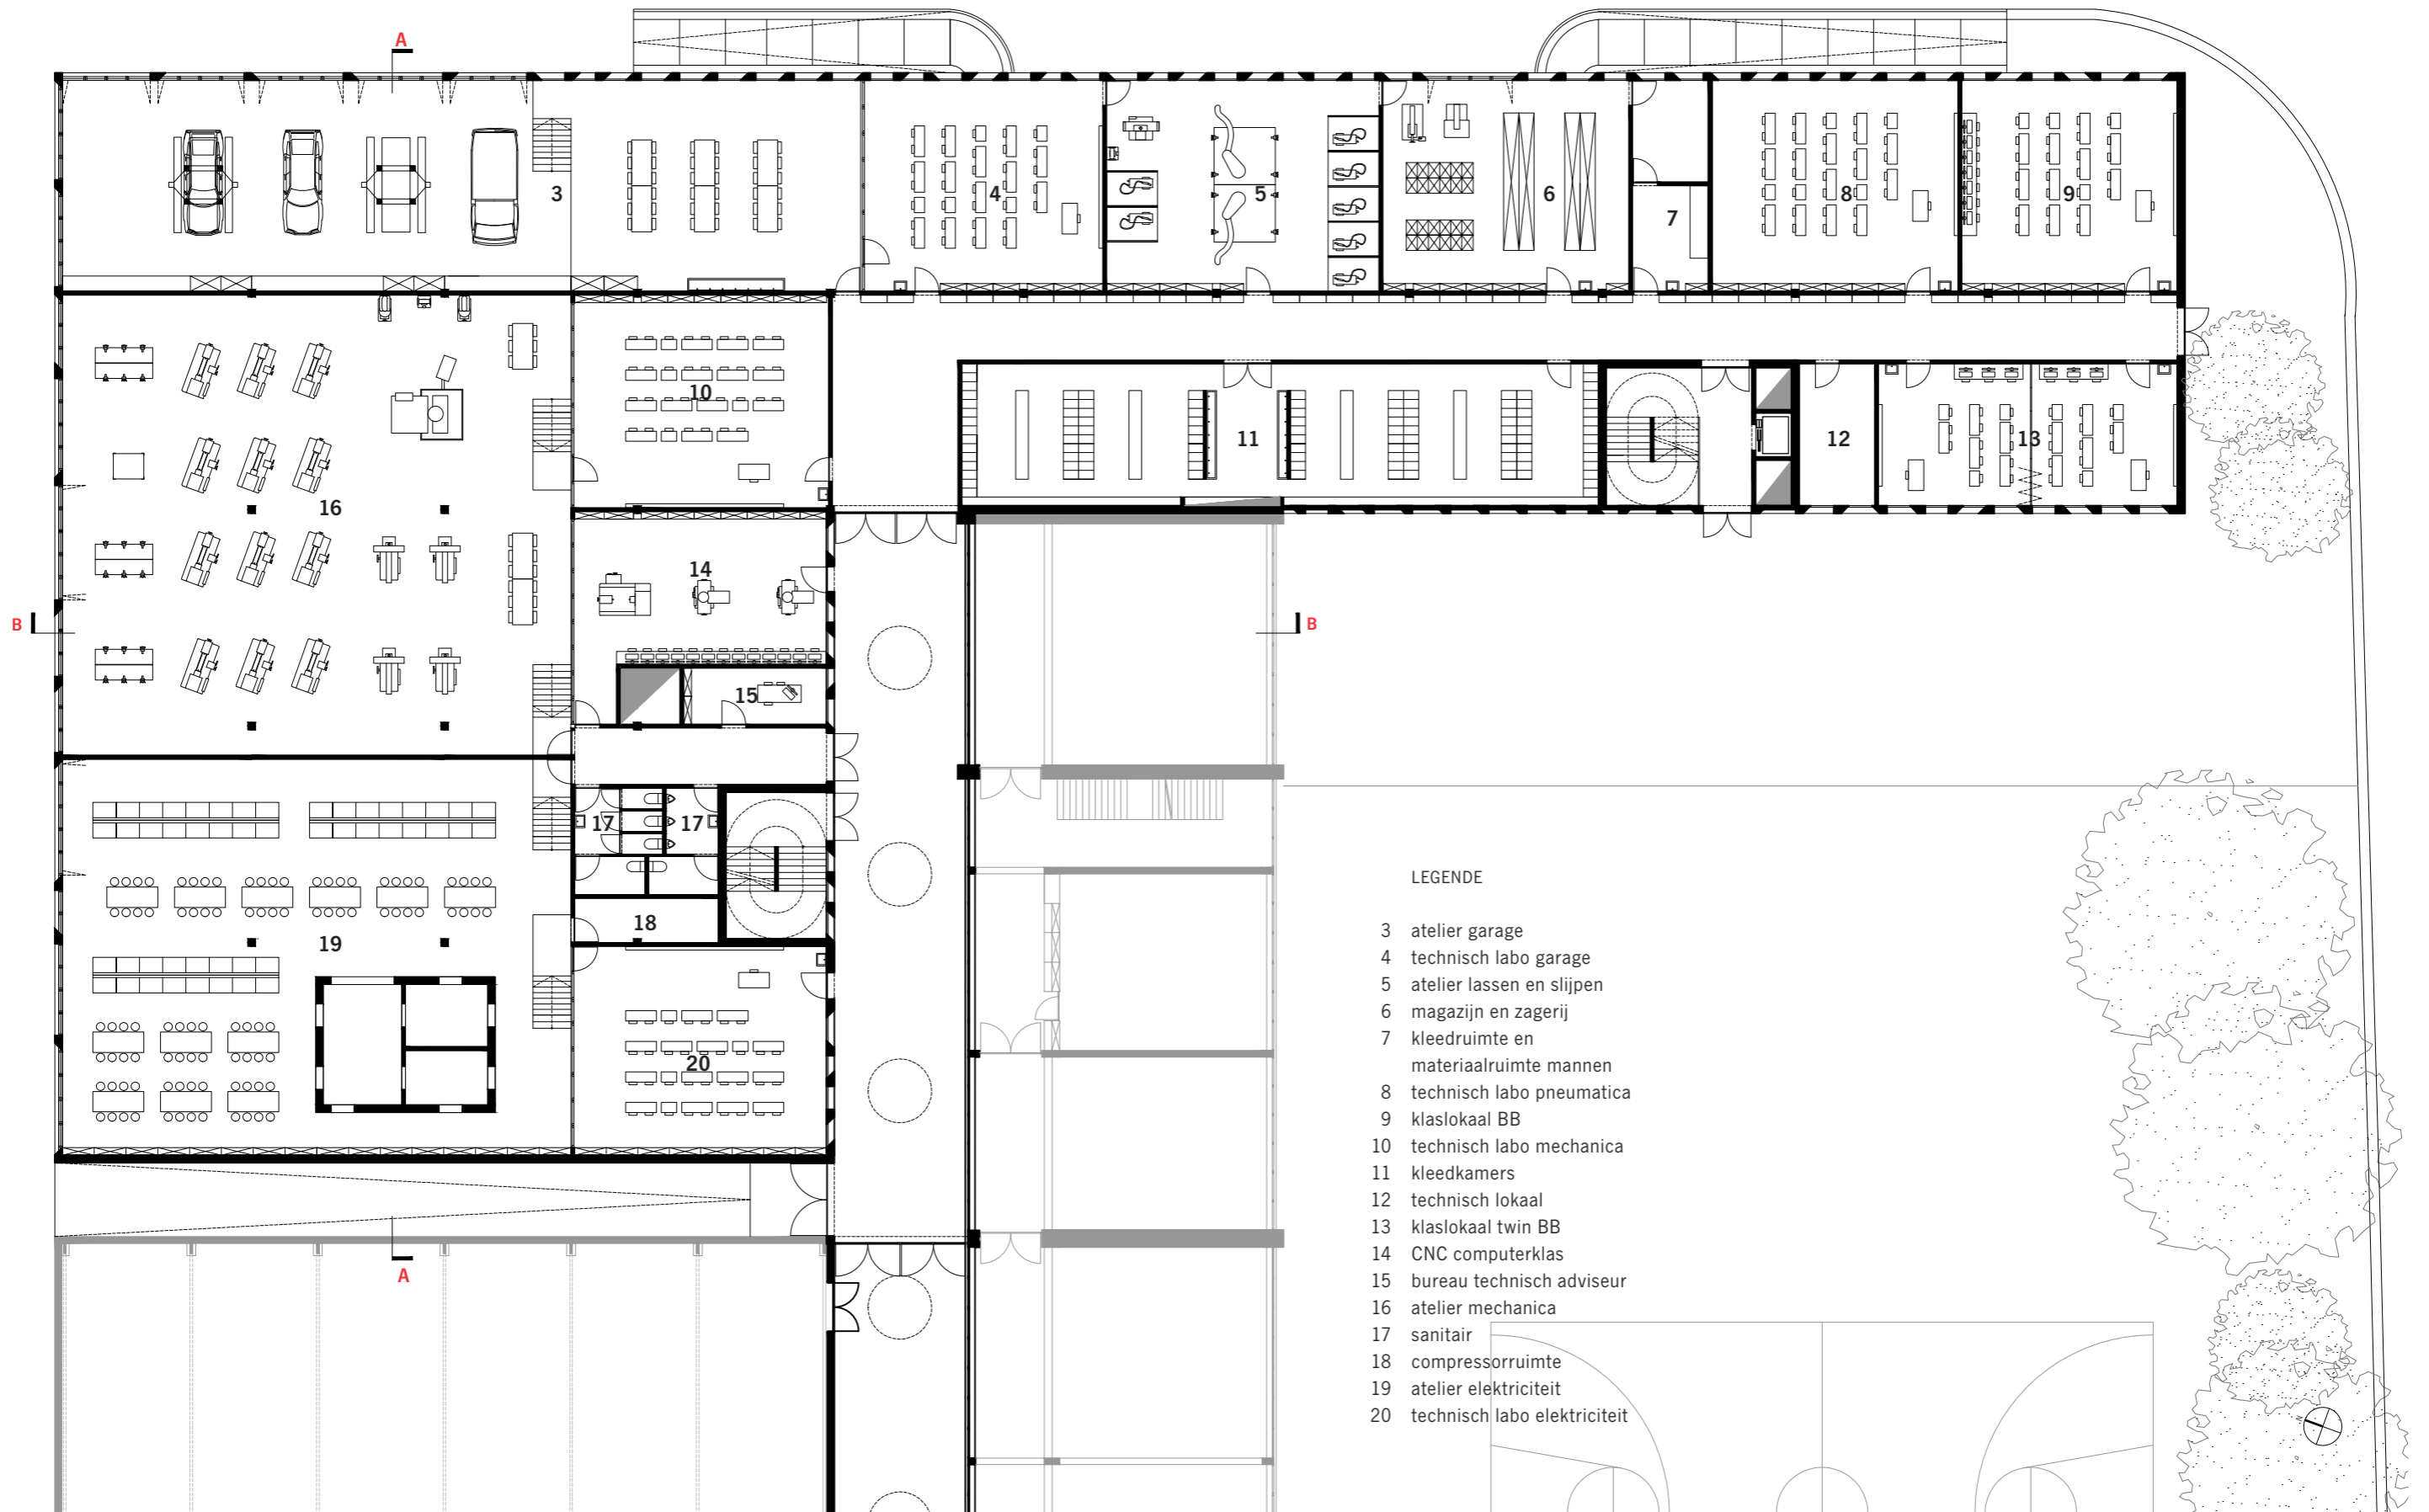 A
3
4
5
6
7
8
9
10
11
12
13
16
14
B
B
15
17
17
18
19
20
A
LEGENDE
3 atelier garage
4 technisch labo garage
5 atelier lassen en slijpen
6 magazijn en zagerij
7 kleedruimte en
materiaalruimte mannen
8 technisch labo pneumatica
9 klaslokaal BB
10 technisch labo mechanica
11 kleedkamers
12 technisch lokaal
13 klaslokaal twin BB
14 CNC computerklas
15 bureau technisch adviseur
16 atelier mechanica
17 sanitair
18 compressorruimte
19 atelier elektriciteit
20 technisch labo elektriciteit